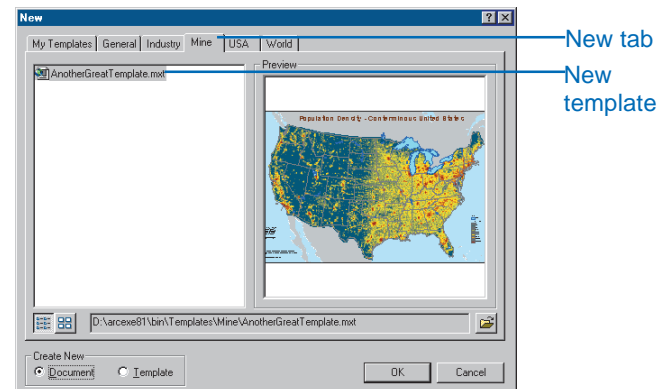 New
My Templates General Industry Mine USA World
New tab
AnotherGreatTemplate.mxt
Preview
New
template
Population Density - Conterminous United States
D:\arcexe81\bin\Templates\Mine\AnotherGreatTemplate.mxt
Create New
Document Template
OK Cancel